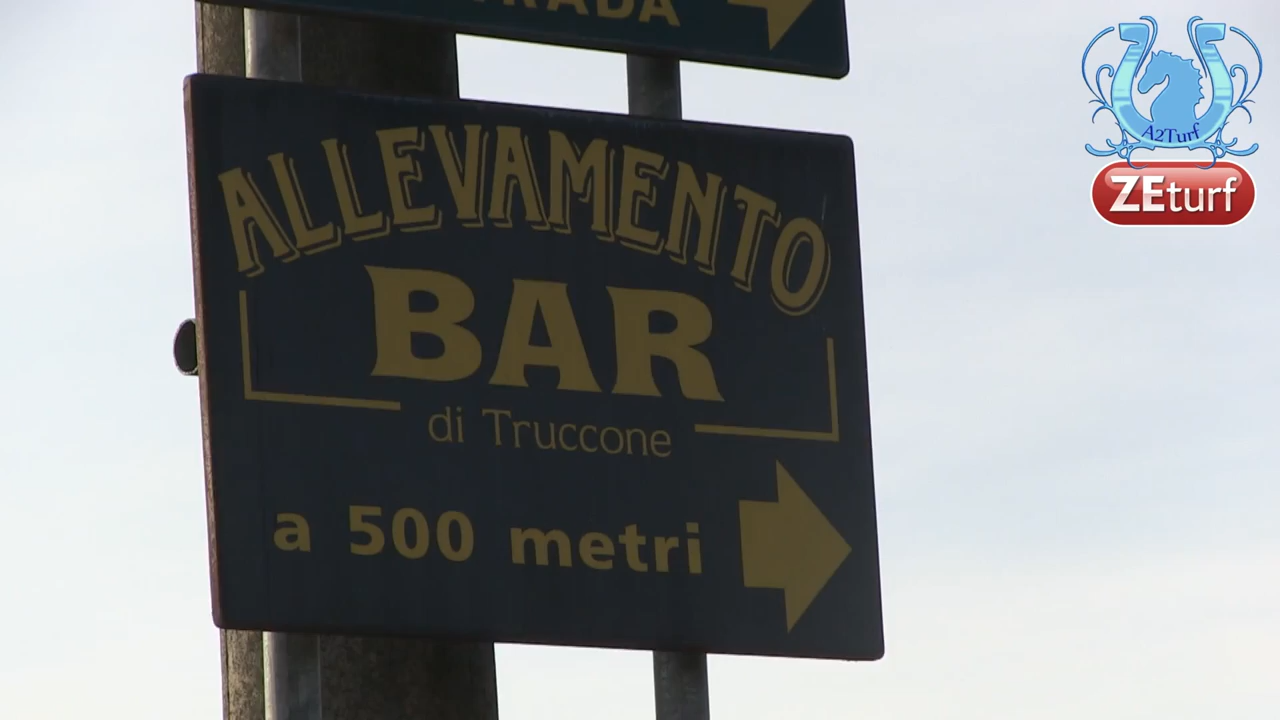 A2Turf
ZEturf
ALLEVAMENTO
BAR
di Truccone
a 500 metri